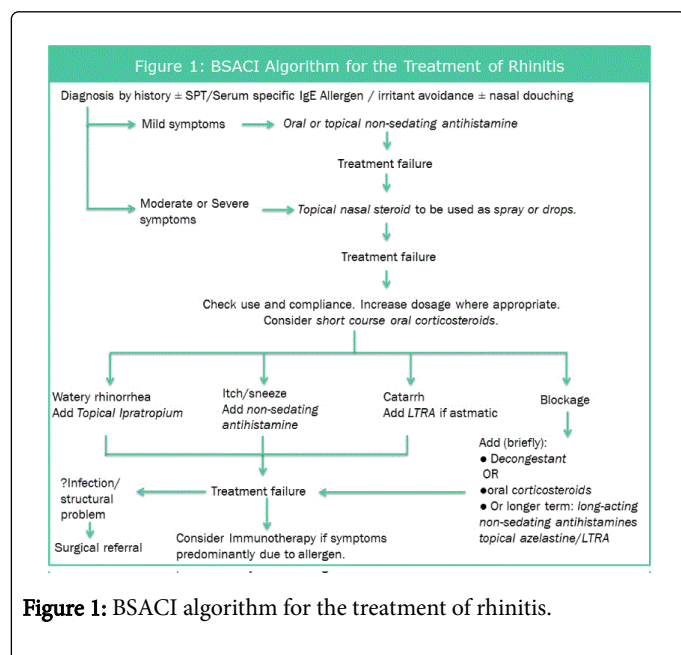 Figure 1: BSACI Algorithm for the Treatment of Rhinitis
Diagnosis by history ± SPT/Serum specific IgE Allergen / irritant avoidance ± nasal douching
Mild symptoms
Oral or topical non-sedating antihistamine
Treatment failure
Moderate or Severe
symptoms
Topical nasal steroid to be used as spray or drops.
Treatment failure
Check use and compliance. Increase dosage where appropriate.
Consider short course oral corticosteroids.
Watery rhinorrhea
Add Topical Ipratropium
Itch/sneeze
Add non-sedating
antihistamine
Catarrh
Add LTRA if astmatic
Blockage
Add (briefly):
● Decongestant
OR
●oral corticosteroids
● Or longer term: long-acting
non-sedating antihistamines
topical azelastine/LTRA
Treatment failure
?Infection/
structural
problem
Surgical referral
Consider Immunotherapy if symptoms
predominantly due to allergen.
Figure 1: BSACI algorithm for the treatment of rhinitis.